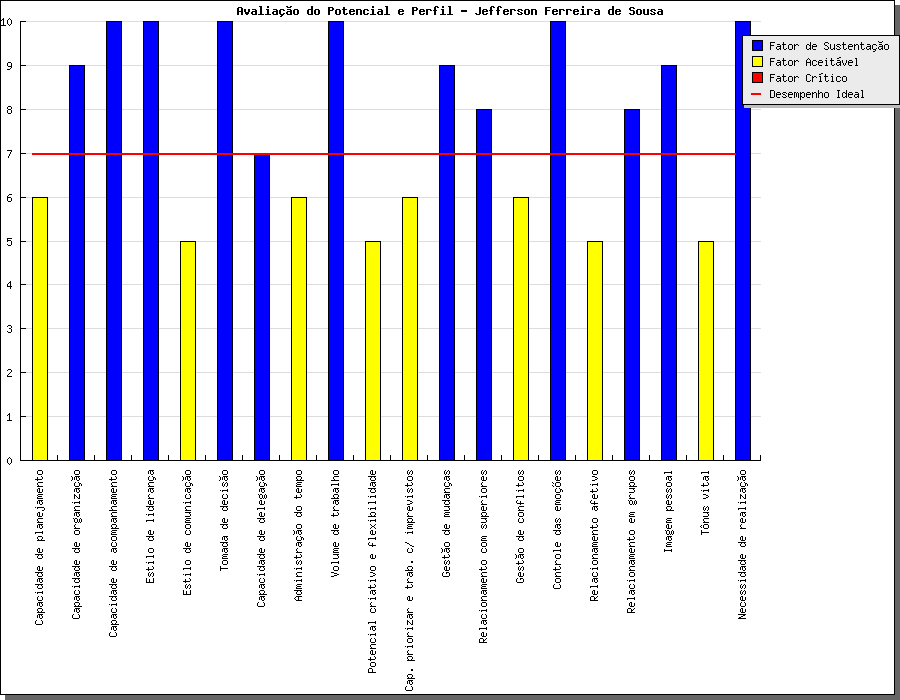 Avaliação do Potencial e Perfil - Jefferson Ferreira de Sousa
10
9
8
7
6
5
4
3
2
1
0
Fator de Sustentação
Fator Aceitável
Fator Crítico
Desempenho Ideal
Capacidade de planejamento
Capacidade de organização
Capacidade de acompanhamento
Estilo de liderança
Estilo de comunicação
Tomada de decisão
Capacidade de delegação
Administração do tempo
Volume de trabalho
Potencial criativo e flexibilidade
Cap. priorizar e trab. c/ imprevistos
Gestão de mudanças
Relacionamento com superiores
Gestão de conflitos
Controle das emoções
Relacionamento afetivo
Relacionamento em grupos
Imagem pessoal
Tônus vital
Necessidade de realização